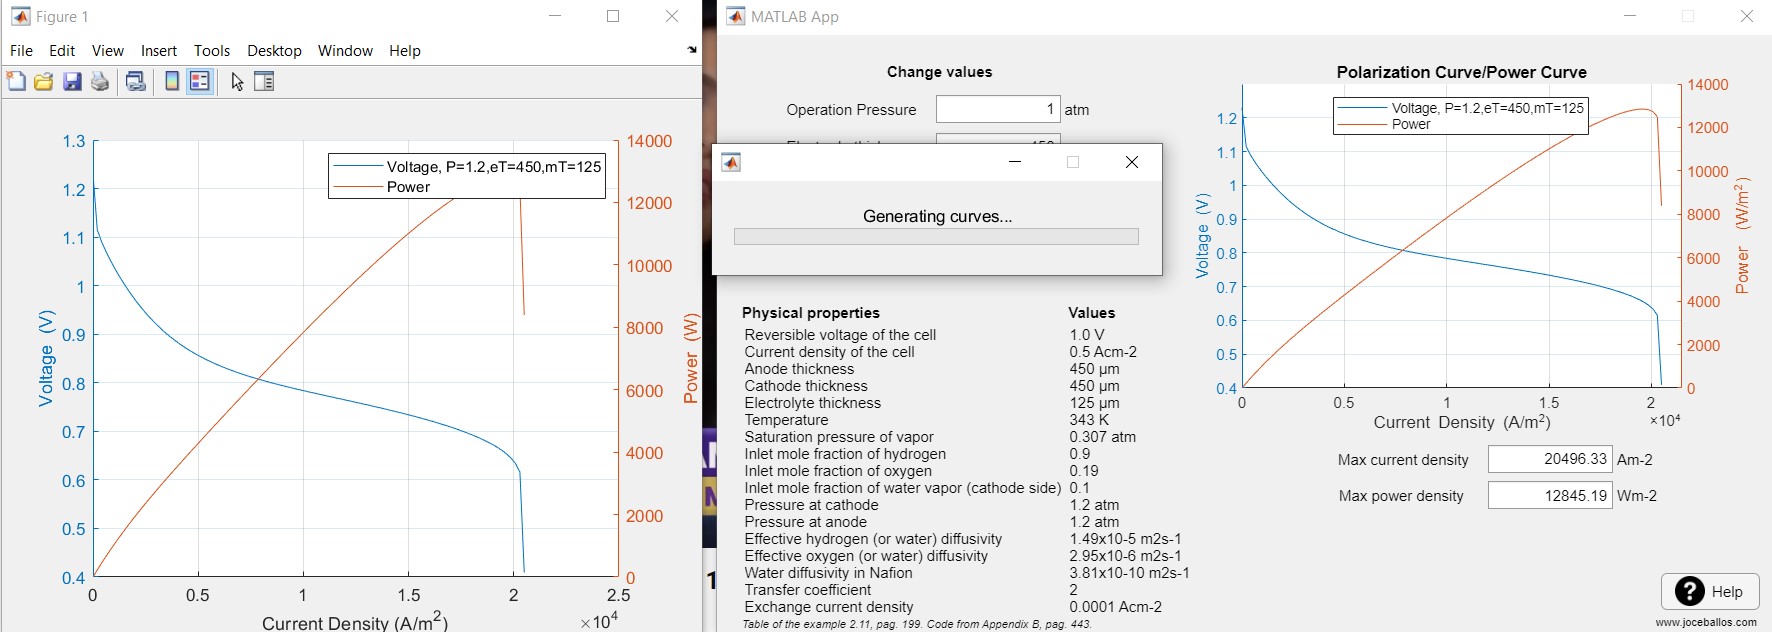 Figure 1
File Edit View Insert Tools Desktop Window Help
1.3
1.2
1.1
1
0.9
0.8
0.7
0.6
0.5
0.4
Voltage (V)
Voltage, P=1.2,eT=450,mT=125
Power
14000
12000
10000
8000
6000
4000
2000
0
Power (W)
0 0.5 1 1.5 2 2.5
Current Density (A/m2) ×10^4
MATLAB App
Change values
Operation Pressure 1 atm
Generating curves...
Physical properties Values
Reversible voltage of the cell 1.0 V
Current density of the cell 0.5 Acm-2
Anode thickness 450 µm
Cathode thickness 450 µm
Electrolyte thickness 125 µm
Temperature 343 K
Saturation pressure of vapor 0.307 atm
Inlet mole fraction of hydrogen 0.9
Inlet mole fraction of oxygen 0.19
Inlet mole fraction of water vapor (cathode side) 0.1
Pressure at cathode 1.2 atm
Pressure at anode 1.2 atm
Effective hydrogen (or water) diffusivity 1.49x10-5 m2s-1
Effective oxygen (or water) diffusivity 2.95x10-6 m2s-1
Water diffusivity in Nafion 3.81x10-10 m2s-1
Transfer coefficient 2
Exchange current density 0.0001 Acm-2
Table of the example 2.11, pag. 199. Code from Appendix B, pag. 443.
Polarization Curve/Power Curve
Voltage, P=1.2,eT=450,mT=125
Power
1.2
1.1
1
0.9
0.8
0.7
0.6
0.5
0.4
Voltage (V)
14000
12000
10000
8000
6000
4000
2000
0
Power (W/m2)
0 0.5 1 1.5 2
Current Density (A/m2) ×10^4
Max current density 20496.33 Am-2
Max power density 12845.19 Wm-2
? Help
www.joceballos.com